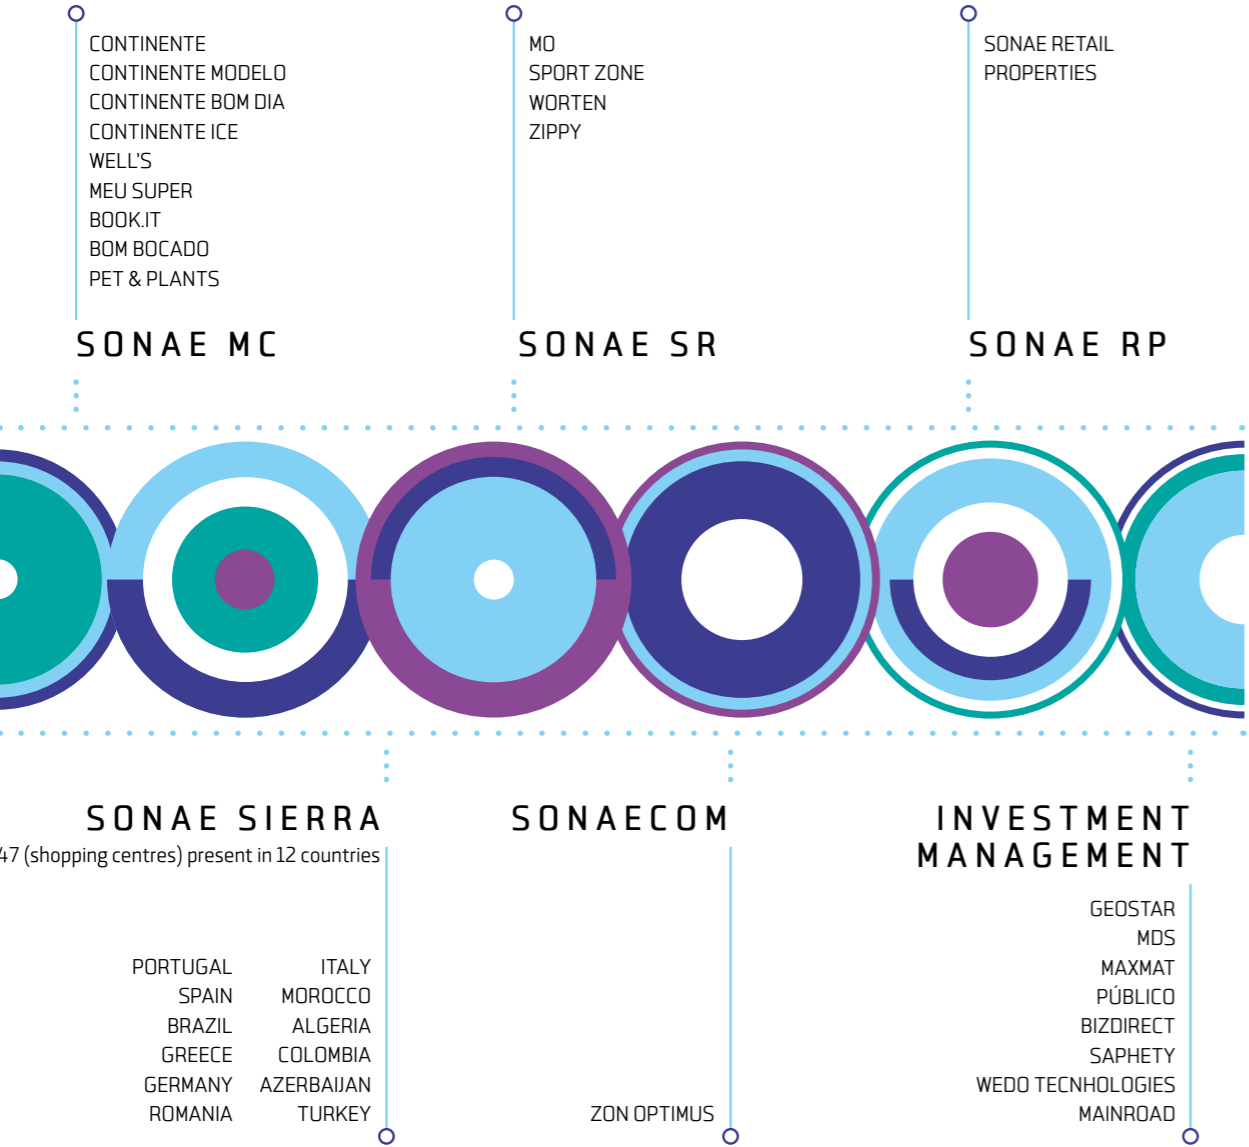 CONTINENTE
CONTINENTE MODELO
CONTINENTE BOM DIA
CONTINENTE ICE
WELL'S
MEU SUPER
BOOK.IT
BOM BOCADO
PET & PLANTS
SONAE MC
MO
SPORT ZONE
WORTEN
ZIPPY
SONAE SR
SONAE RETAIL
PROPERTIES
SONAE RP
SONAE SIERRA
47 (shopping centres) present in 12 countries
PORTUGAL
SPAIN
BRAZIL
GREECE
GERMANY
ROMANIA
ITALY
MOROCCO
ALGERIA
COLOMBIA
AZERBAIJAN
TURKEY
SONAECOM
ZON OPTIMUS
INVESTMENT
MANAGEMENT
GEOSTAR
MDS
MAXMAT
PÚBLICO
BIZDIRECT
SAPHETY
WEDO TECNHOLOGIES
MAINROAD